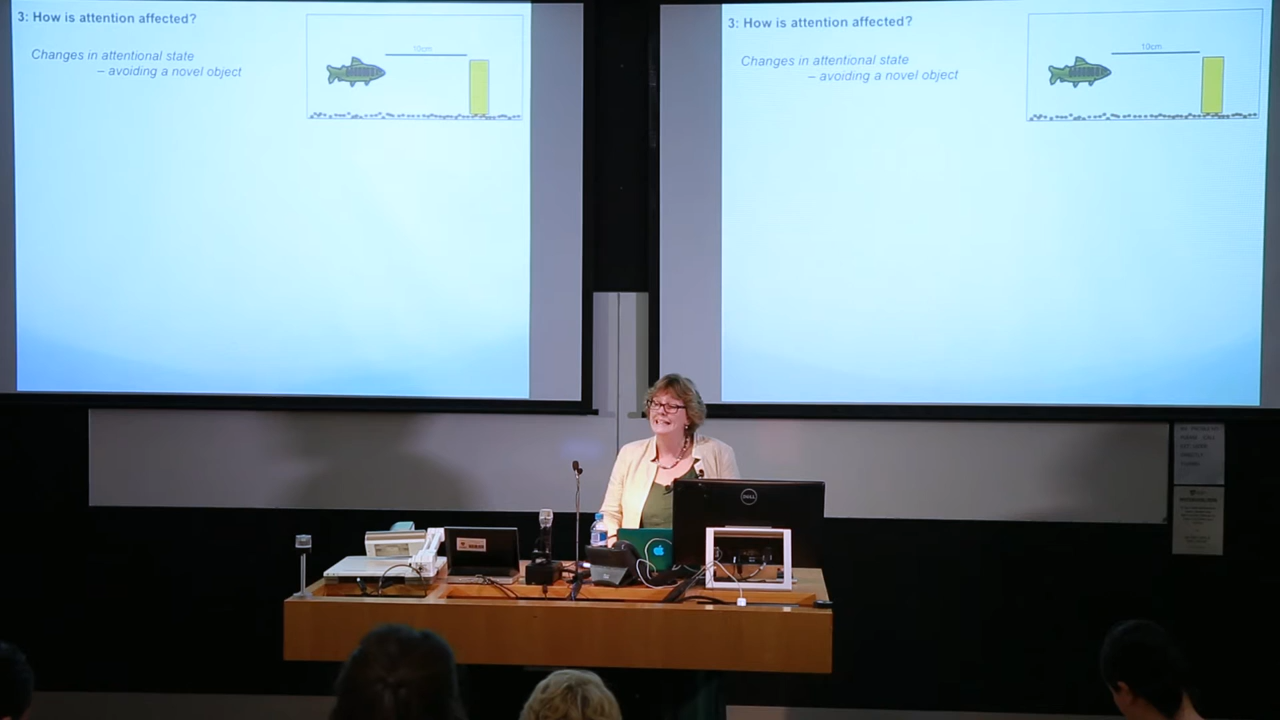 3: How is attention affected?
Changes in attentional state
– avoiding a novel object
10cm
3: How is attention affected?
Changes in attentional state
– avoiding a novel object
10cm
DELL